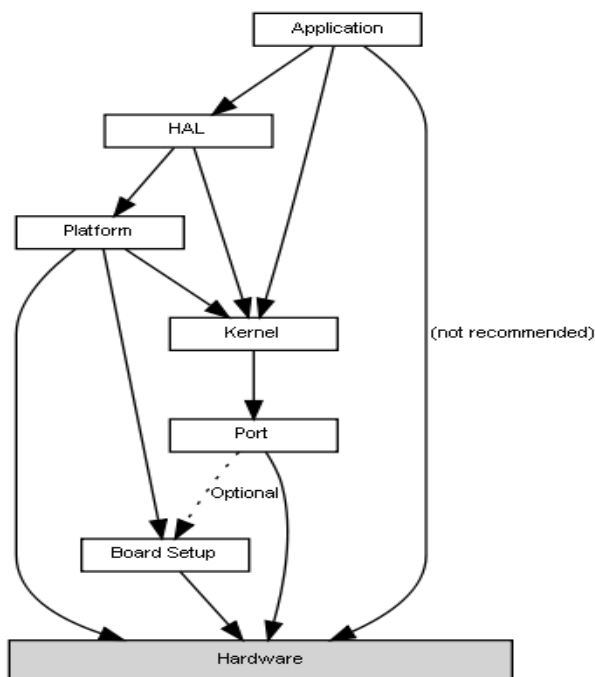 Application
HAL
Platform
Kernel
(not recommended)
Port
Optional
Board Setup
Hardware